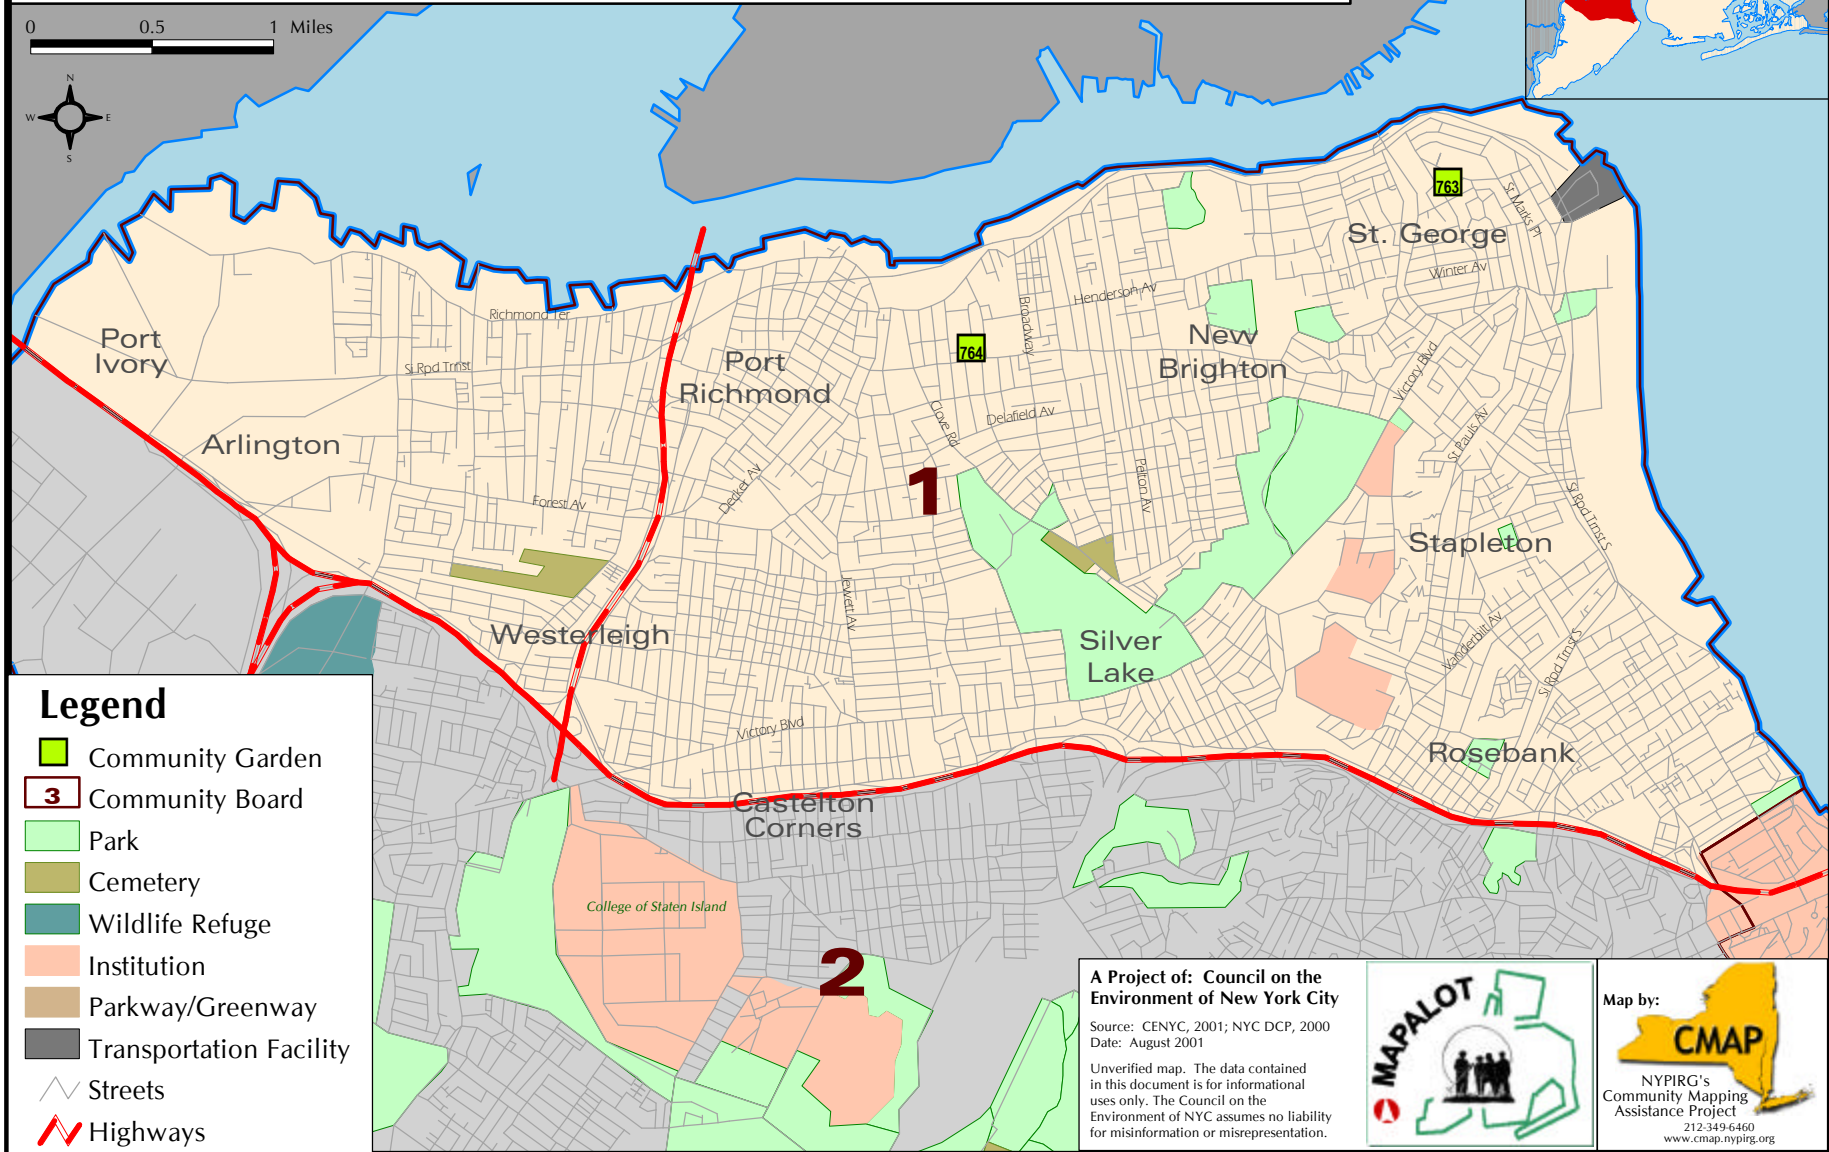 0 0.5 1 Miles
N
W E
S
763
St. George
St Marks Pl
Winter Av
Henderson Av
Broadway
Richmond Ter
Port
Ivory
SI Rpd Trnst
764
New
Brighton
Port
Richmond
Victory Blvd
Clove Rd
Delafield Av
Arlington
St Pauls Av
Decker Av
Pelton Av
1
Forest Av
SI Rpd Trnst S
Stapleton
Jewett Av
Westerleigh
Silver
Lake
Vanderbilt Av
SI Rpd Trnst S
Victory Blvd
Rosebank
Castelton
Corners
College of Staten Island
2
Legend
Community Garden
3 Community Board
Park
Cemetery
Wildlife Refuge
Institution
Parkway/Greenway
Transportation Facility
Streets
Highways
A Project of: Council on the
Environment of New York City
Source: CENYC, 2001; NYC DCP, 2000
Date: August 2001
Unverified map. The data contained
in this document is for informational
uses only. The Council on the
Environment of NYC assumes no liability
for misinformation or misrepresentation.
MAPALOT
Map by:
CMAP
NYPIRG's
Community Mapping
Assistance Project
212-349-6460
www.cmap.nypirg.org